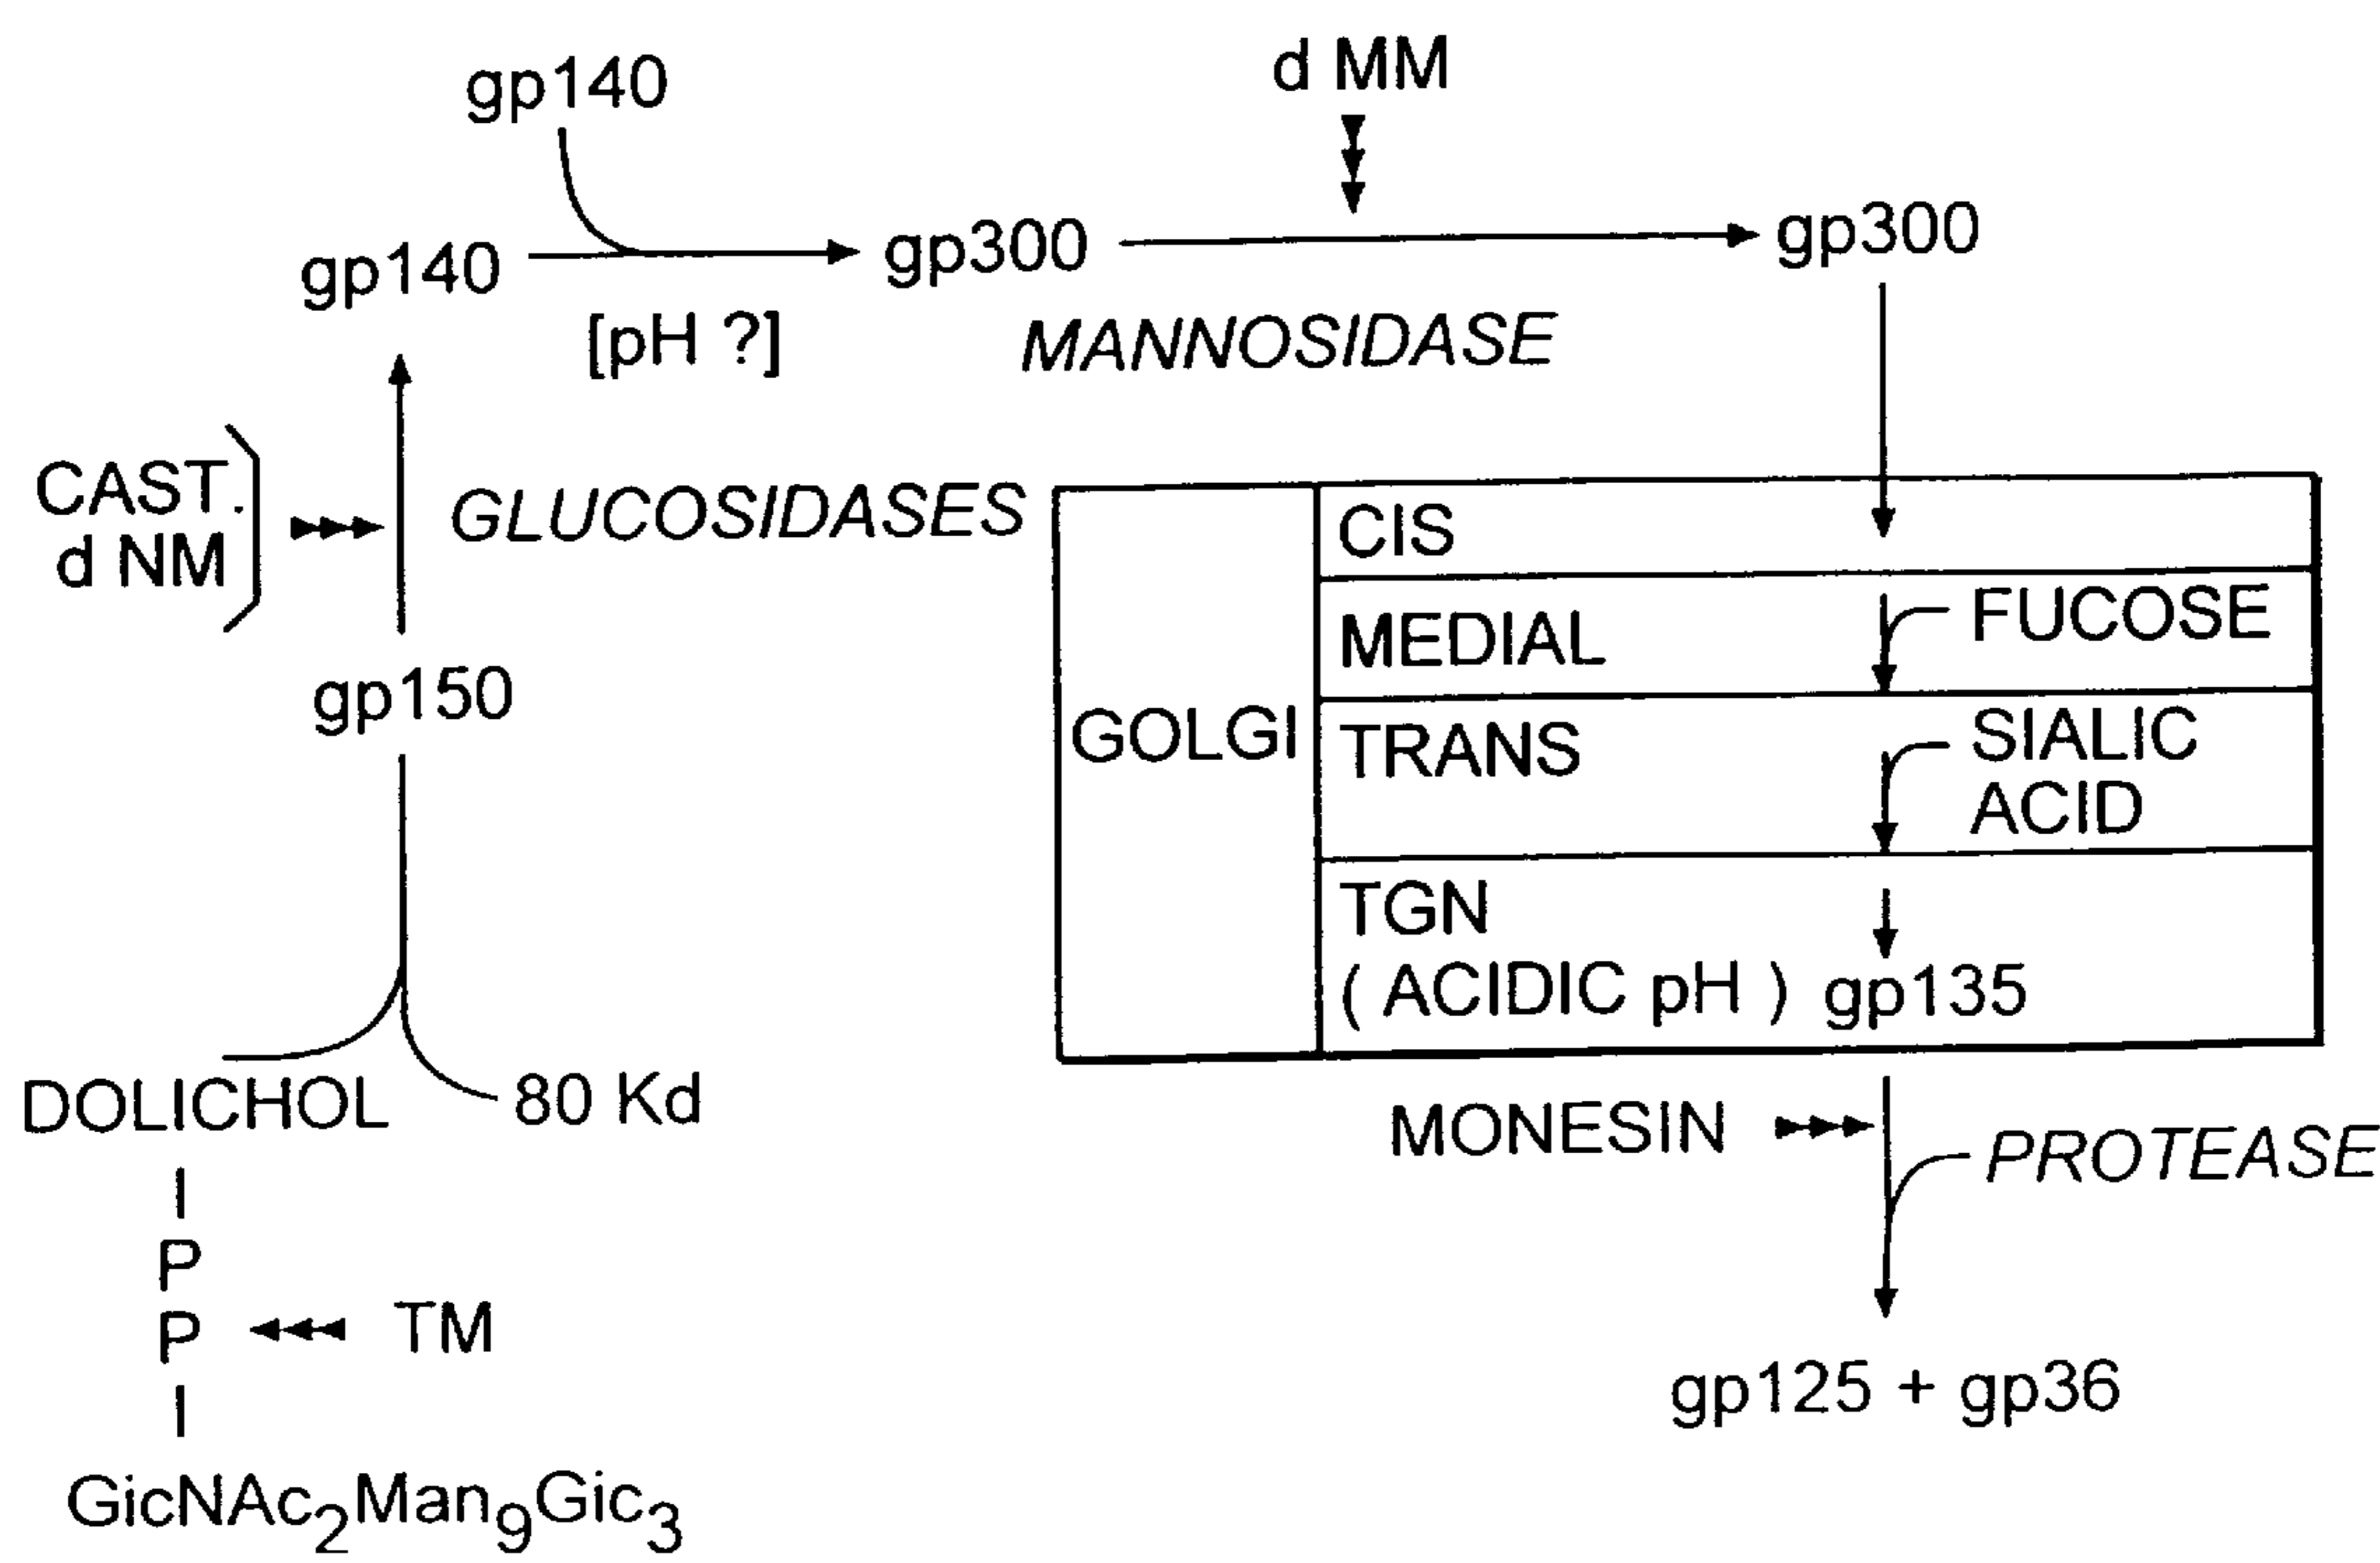 gp140
d MM
gp140
gp300
gp300
[pH ?]
MANNOSIDASE
CAST.
d NM
GLUCOSIDASES
gp150
GOLGI
CIS
MEDIAL
FUCOSE
TRANS
SIALIC
ACID
TGN
( ACIDIC pH ) gp135
DOLICHOL
80 Kd
MONESIN
PROTEASE
P
P
TM
gp125 + gp36
GicNAc₂Man₉Gic₃